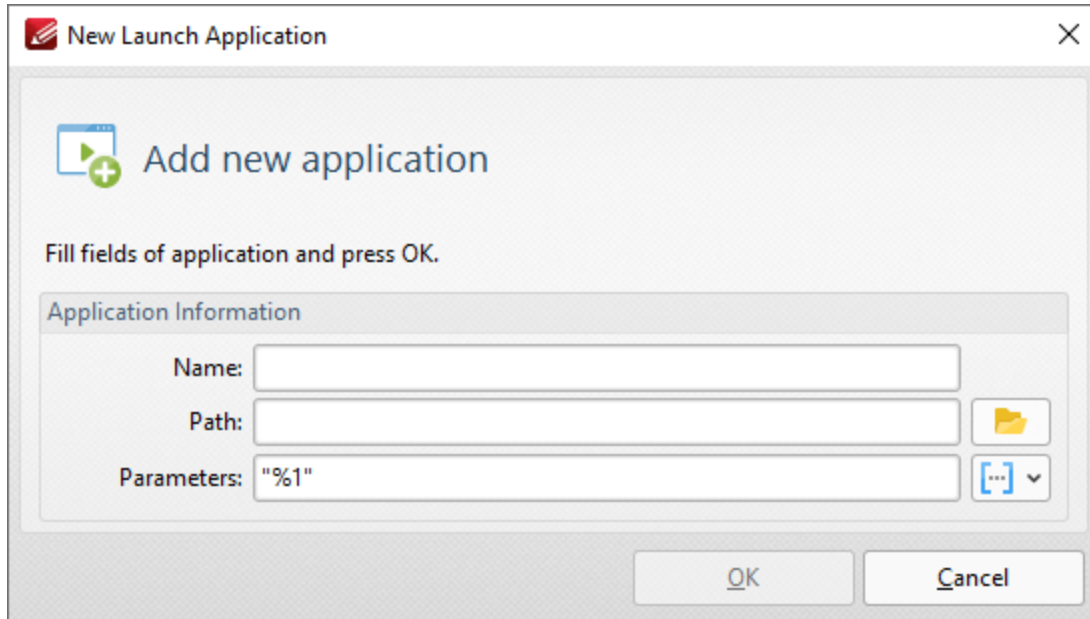 New Launch Application
Add new application
Fill fields of application and press OK.
Application Information
Name:
Path:
Parameters: "%1"
OK Cancel